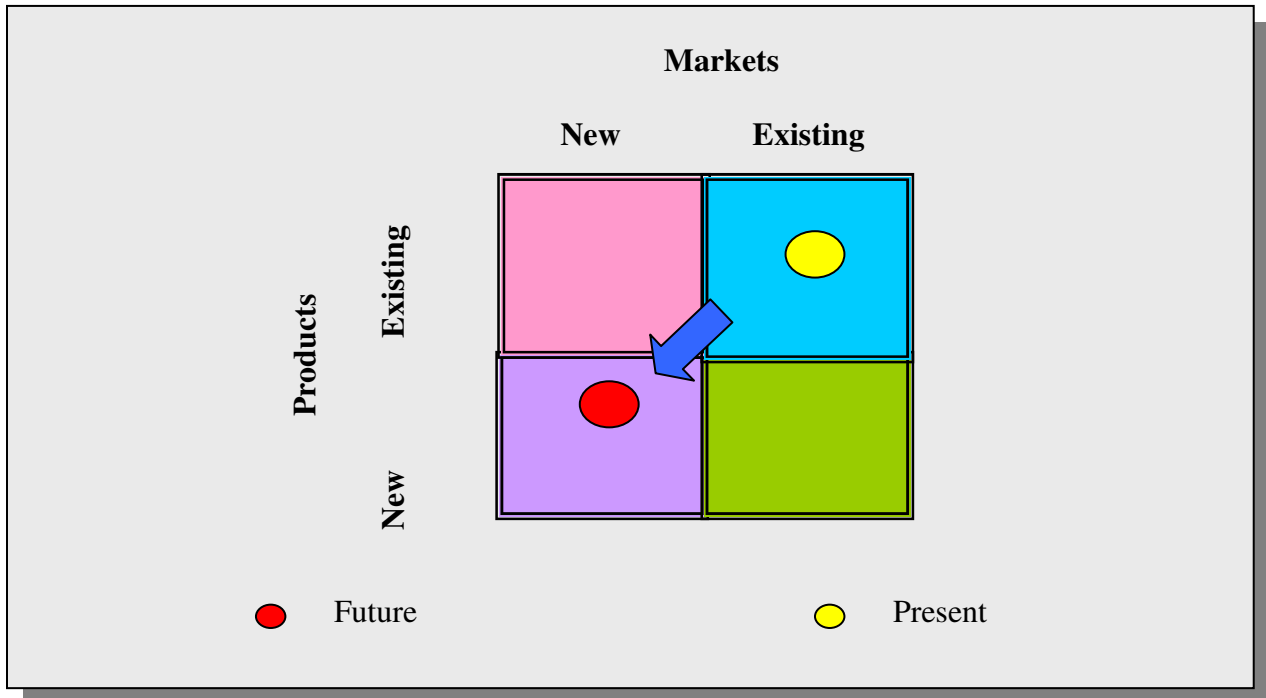 Markets
New Existing
Products
Existing
New
Future Present